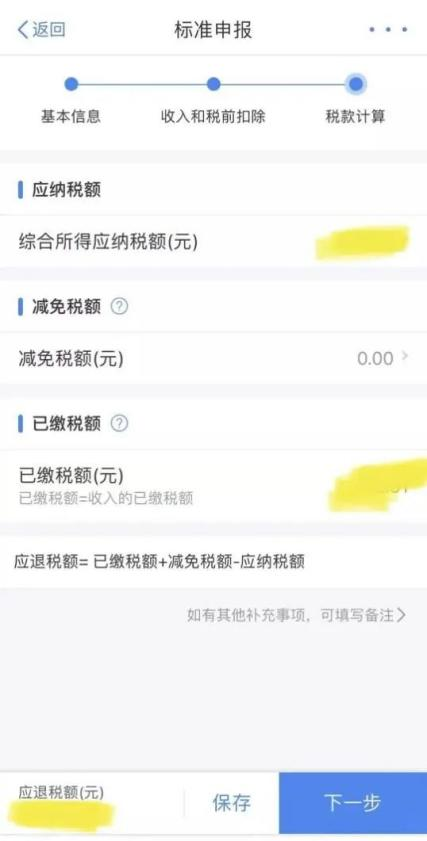 返回
标准申报
基本信息
收入和税前扣除
税款计算
应纳税额
综合所得应纳税额(元)
减免税额
减免税额(元)
0.00
已缴税额
已缴税额(元)
已缴税额=收入的已缴税额
应退税额= 已缴税额+减免税额-应纳税额
如有其他补充事项，可填写备注
应退税额(元)
保存
下一步